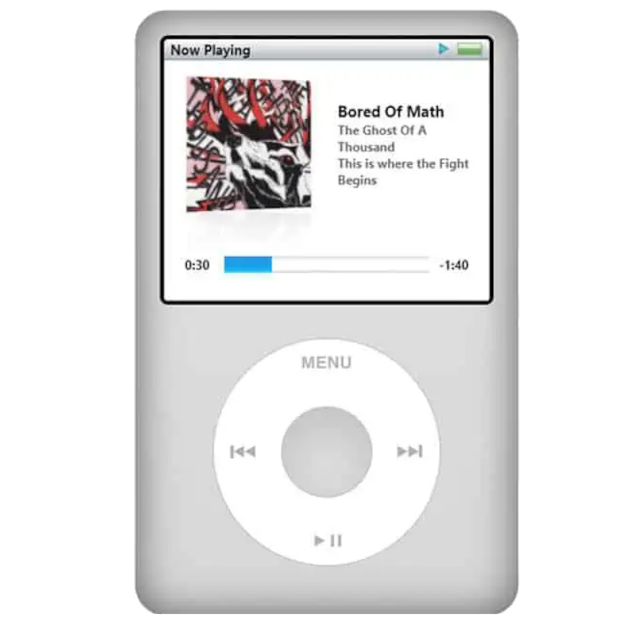 Now Playing
Bored Of Math
The Ghost Of A
Thousand
This is where the Fight
Begins
0:30
-1:40
MENU